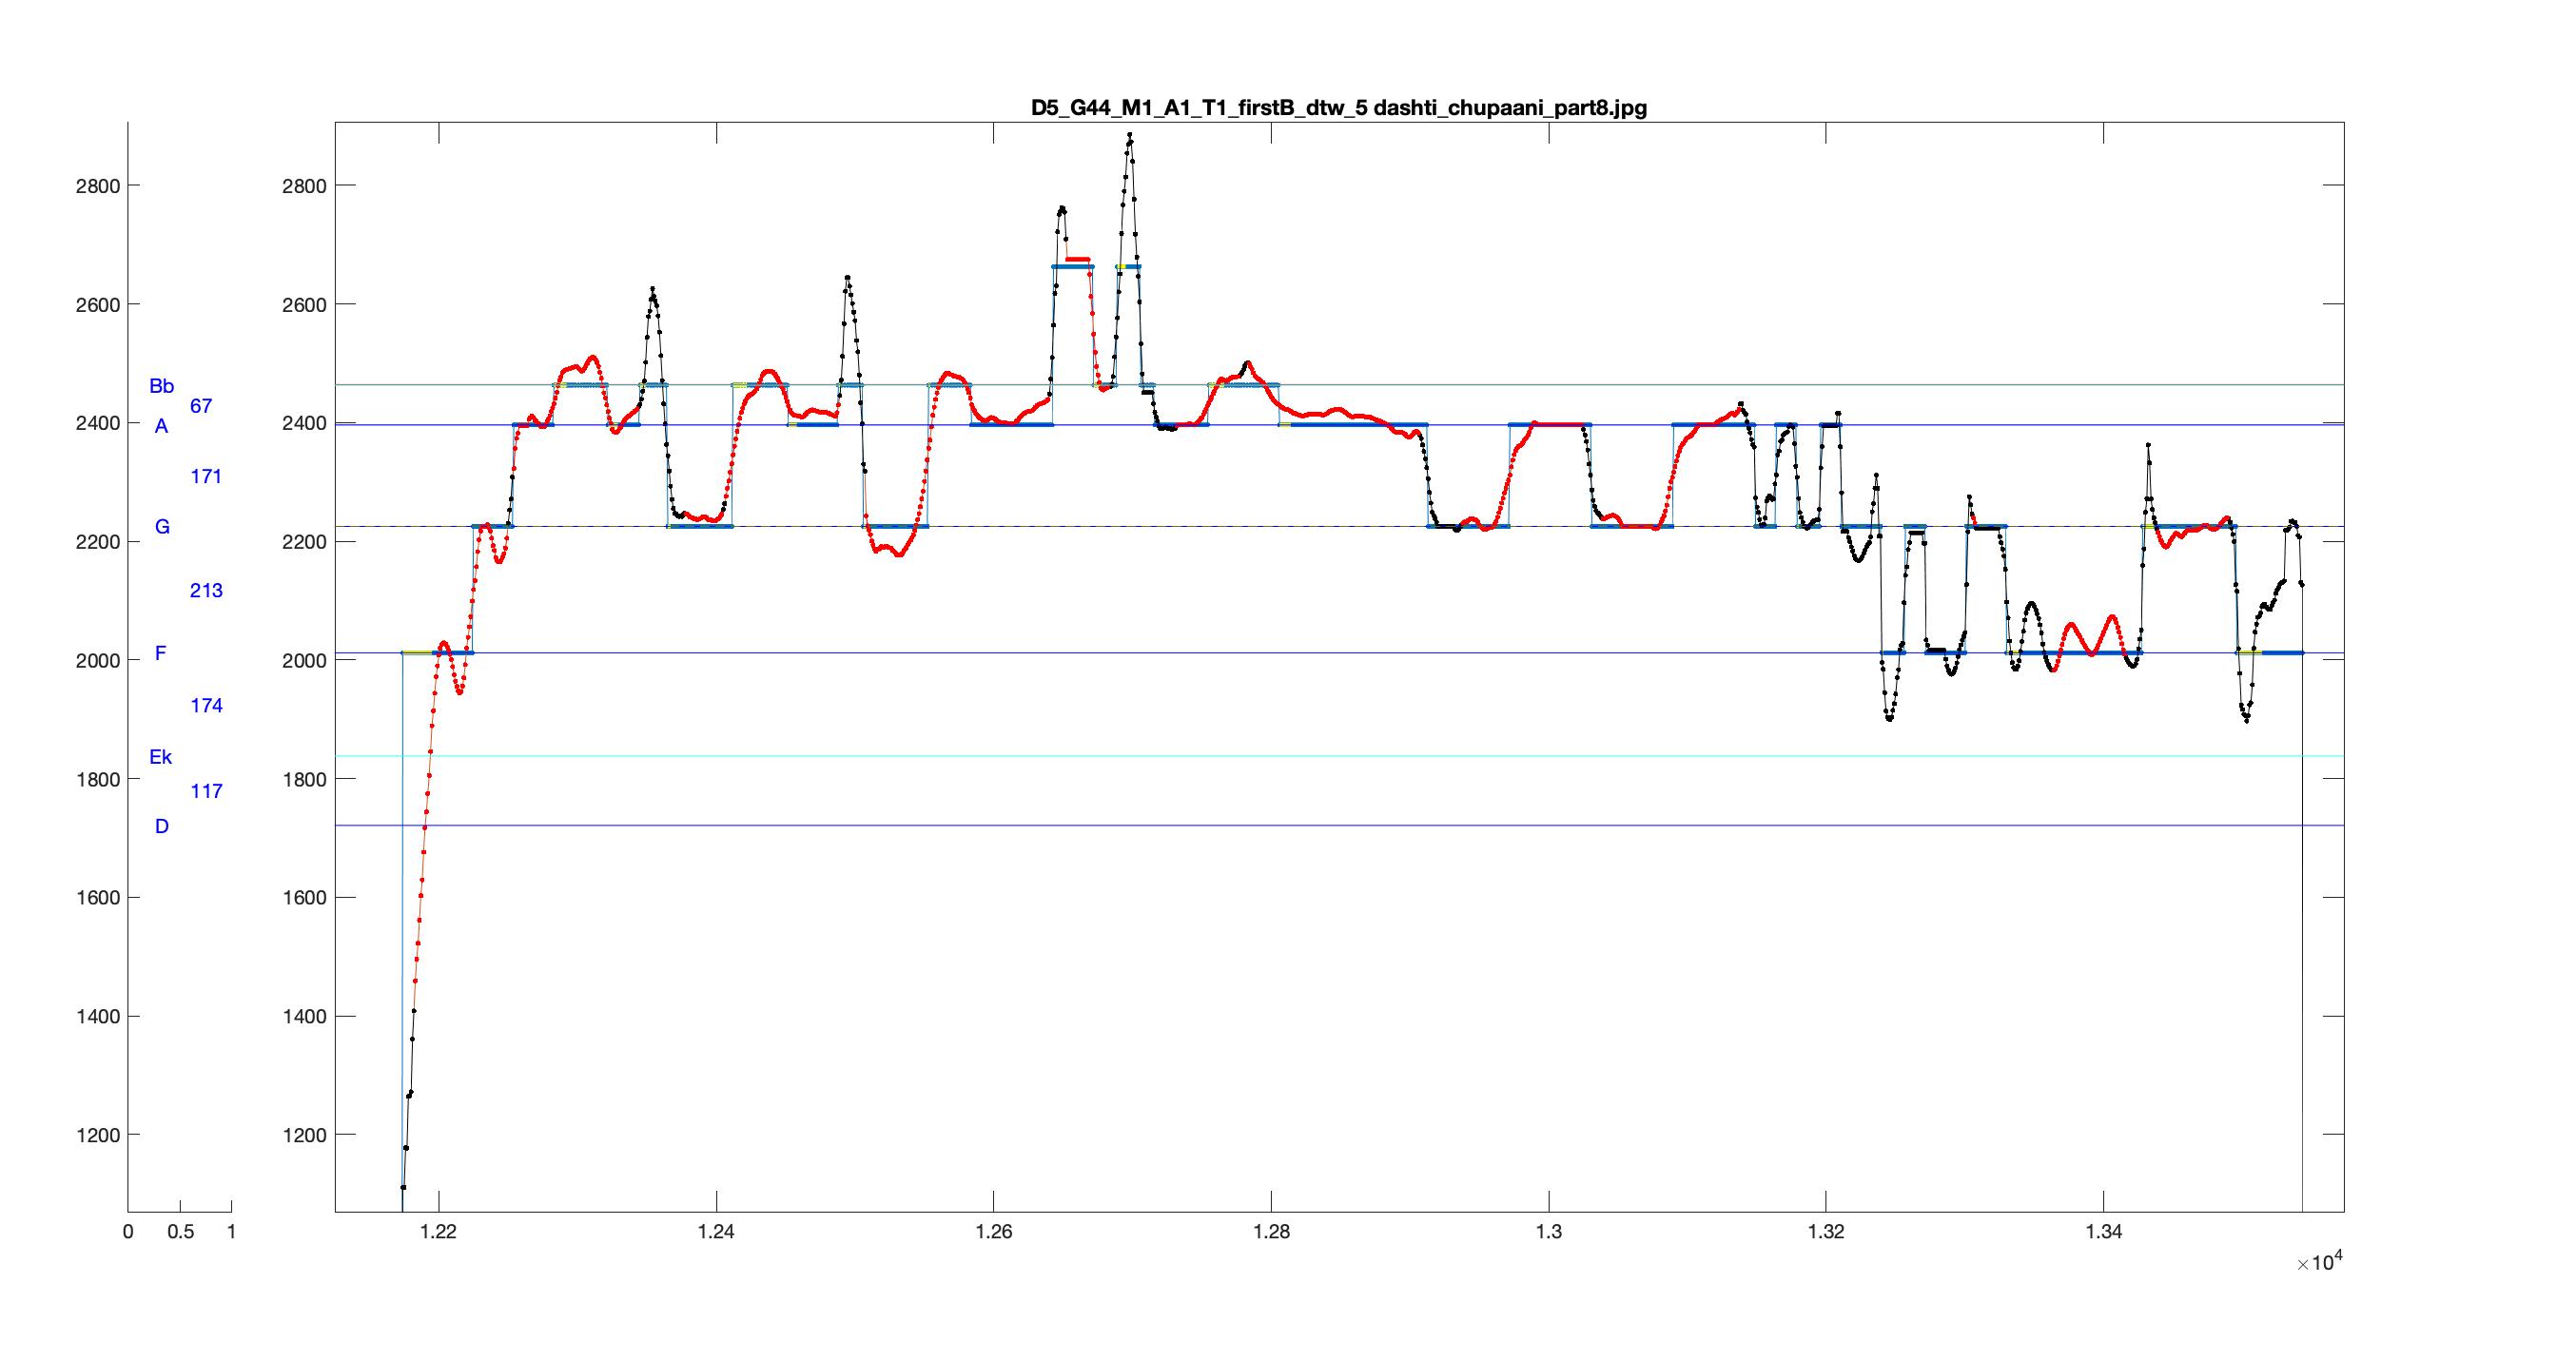 D5_G44_M1_A1_T1_firstB_dtw_5 dashti_chupaani_part8.jpg
2800 2800
2600 2600
Bb
67
2400 2400
A
171
G
2200 2200
213
F
2000 2000
174
Ek
1800 1800
117
D
1600 1600
1400 1400
1200 1200
0 0.5 1 1.22 1.24 1.26 1.28 1.3 1.32 1.34
×10⁴